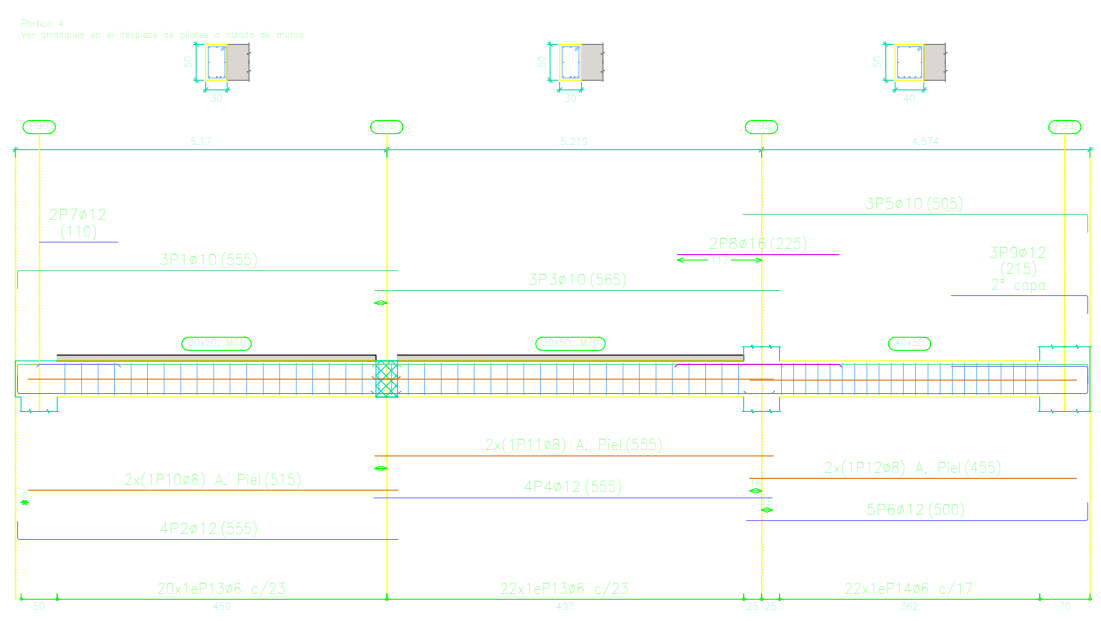 Pórtico 4
Ver arranques en el despiece de pilares o alzado de muros
50
30
50
30
50
40
5.17
5.219
4.574
3P5ø10 (505)
2P7ø12
(110)
2P8ø16 (225)
3P9ø12
(215)
2ª capa
3P1ø10 (555)
3P3ø10 (565)
2x(1P11ø8) A. Piel (555)
2x(1P12ø8) A. Piel (455)
2x(1P10ø8) A. Piel (515)
4P4ø12 (555)
5P6ø12 (500)
4P2ø12 (555)
20x1eP13ø6 c/23
22x1eP13ø6 c/23
22x1eP14ø6 c/17
50
459
497
25
25
362
70